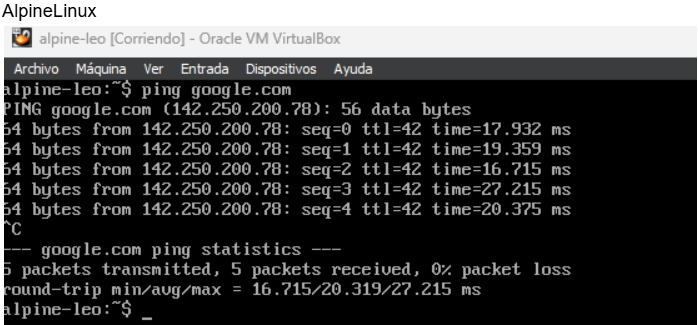 AlpineLinux
alpine-leo [Corriendo] - Oracle VM VirtualBox
Archivo Máquina Ver Entrada Dispositivos Ayuda
alpine-leo:~$ ping google.com
PING google.com (142.250.200.78): 56 data bytes
64 bytes from 142.250.200.78: seq=0 ttl=42 time=17.932 ms
64 bytes from 142.250.200.78: seq=1 ttl=42 time=19.359 ms
64 bytes from 142.250.200.78: seq=2 ttl=42 time=16.715 ms
64 bytes from 142.250.200.78: seq=3 ttl=42 time=27.215 ms
64 bytes from 142.250.200.78: seq=4 ttl=42 time=20.375 ms
^C
--- google.com ping statistics ---
5 packets transmitted, 5 packets received, 0% packet loss
round-trip min/avg/max = 16.715/20.319/27.215 ms
alpine-leo:~$ _